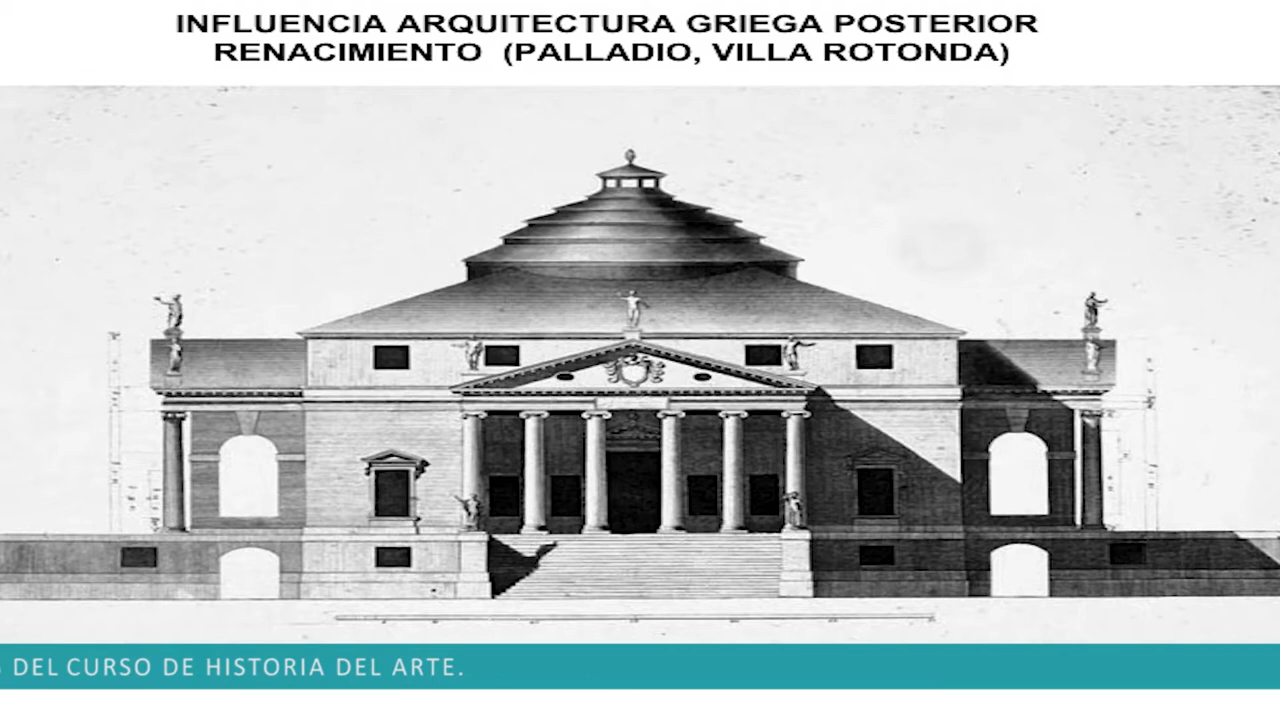 INFLUENCIA ARQUITECTURA GRIEGA POSTERIOR
RENACIMIENTO (PALLADIO, VILLA ROTONDA)
DEL CURSO DE HISTORIA DEL ARTE.